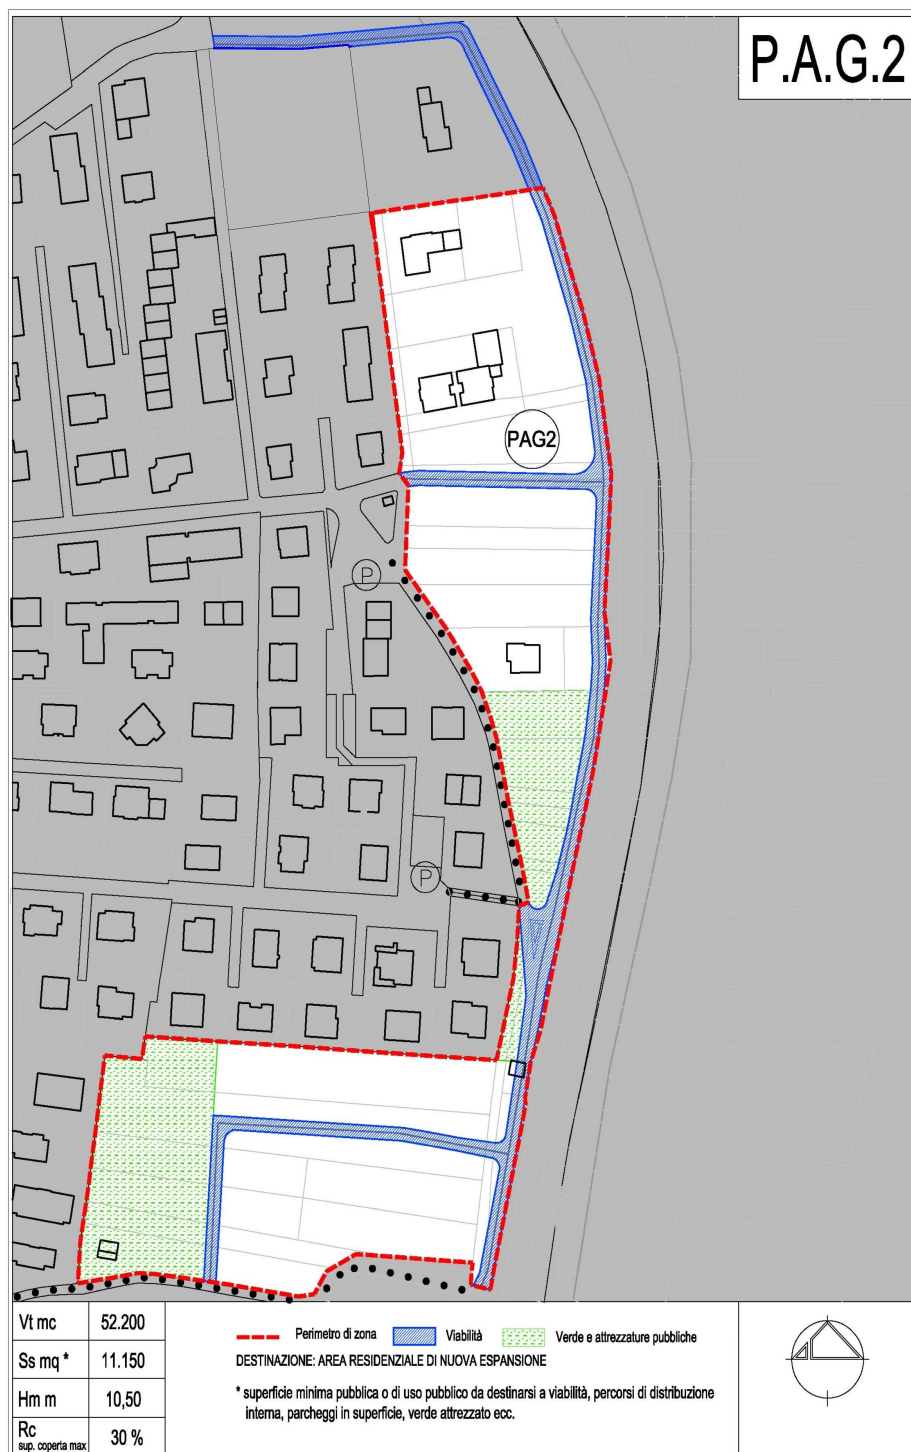 P.A.G.2
PAG2
P
P
Vt mc 52.200
Ss mq * 11.150
Hm m 10,50
Rc 30 %
sup. coperta max
Perimetro di zona
Viabilità
Verde e attrezzature pubbliche
DESTINAZIONE: AREA RESIDENZIALE DI NUOVA ESPANSIONE
* superficie minima pubblica o di uso pubblico da destinarsi a viabilità, percorsi di distribuzione
interna, parcheggi in superficie, verde attrezzato ecc.